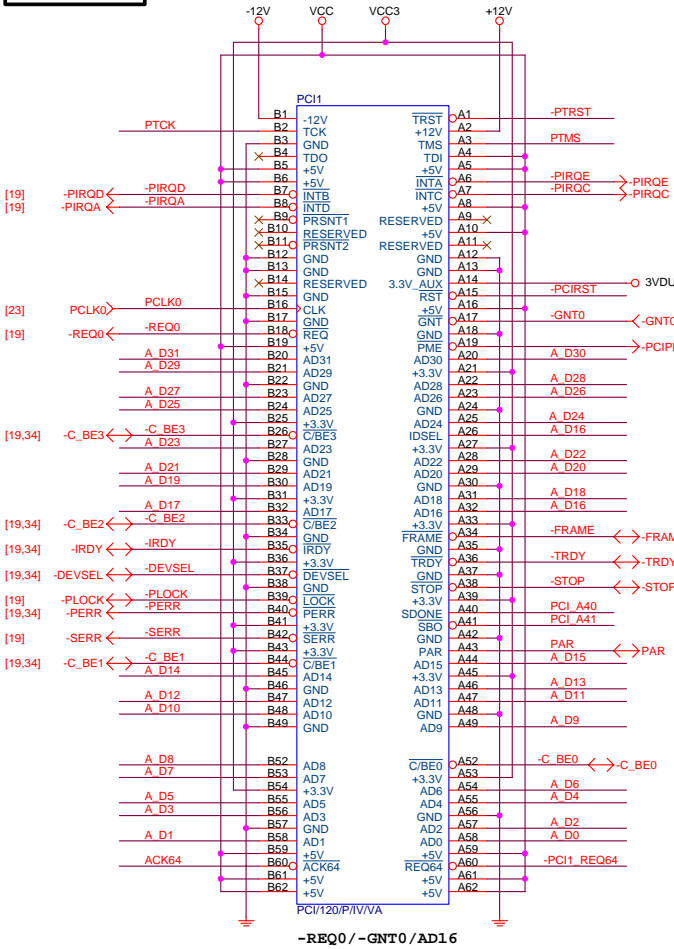 -12V VCC VCC3 +12V
PCI1
B1 -12V TRST A1 -PTRST
PTCK B2 TCK +12V A2
B3 GND TMS A3 PTMS
B4 TDO TDI A4
B5 +5V +5V A5
B6 +5V INTA A6 -PIRQE -PIRQE
[19] -PIRQD -PIRQD B7 INTB INTC A7 -PIRQC -PIRQC
[19] -PIRQA -PIRQA B8 INTD +5V A8
B9 PRSNT1 RESERVED A9
B10 RESERVED +5V A10
B11 PRSNT2 RESERVED A11
B12 GND GND A12
B13 GND GND A13
B14 RESERVED 3.3V_AUX A14 3VDU
B15 GND RST A15 -PCIRST
[23] PCLK0 PCLK0 B16 CLK +5V A16
B17 GND GNT A17 -GNT0 -GNT0
[19] -REQ0 -REQ0 B18 REQ GND A18
B19 +5V PME A19 -PCIP
A_D31 B20 AD31 AD30 A20 A_D30
A_D29 B21 AD29 +3.3V A21
B22 GND AD28 A22 A_D28
A_D27 B23 AD27 AD26 A23 A_D26
A_D25 B24 AD25 GND A24
B25 +3.3V AD24 A25 A_D24
[19,34] -C_BE3 -C_BE3 B26 C/BE3 IDSEL A26 A_D16
A_D23 B27 AD23 +3.3V A27
B28 GND AD22 A28 A_D22
A_D21 B29 AD21 AD20 A29 A_D20
A_D19 B30 AD19 GND A30
B31 +3.3V AD18 A31 A_D18
A_D17 B32 AD17 AD16 A32 A_D16
[19,34] -C_BE2 -C_BE2 B33 C/BE2 +3.3V A33
B34 GND FRAME A34 -FRAME -FRAM
[19,34] -IRDY -IRDY B35 IRDY GND A35
B36 +3.3V TRDY A36 -TRDY -TRDY
[19,34] -DEVSEL -DEVSEL B37 DEVSEL GND A37
B38 GND STOP A38 -STOP -STOP
[19] -PLOCK -PLOCK B39 LOCK +3.3V A39
[19,34] -PERR -PERR B40 PERR SDONE A40 PCI_A40
B41 +3.3V SBO A41 PCI_A41
[19] -SERR -SERR B42 SERR GND A42
B43 +3.3V PAR A43 PAR PAR
[19,34] -C_BE1 -C_BE1 B44 C/BE1 AD15 A44 A_D15
A_D14 B45 AD14 +3.3V A45
B46 GND AD13 A46 A_D13
A_D12 B47 AD12 AD11 A47 A_D11
A_D10 B48 AD10 GND A48
B49 GND AD9 A49 A_D9
A_D8 B52 AD8 C/BE0 A52 -C_BE0 -C_BE0
A_D7 B53 AD7 +3.3V A53
B54 +3.3V AD6 A54 A_D6
A_D5 B55 AD5 AD4 A55 A_D4
A_D3 B56 AD3 GND A56
B57 GND AD2 A57 A_D2
A_D1 B58 AD1 AD0 A58 A_D0
B59 +5V +5V A59
ACK64 B60 ACK64 REQ64 A60 -PCI1_REQ64
B61 +5V +5V A61
B62 +5V +5V A62
PCI/120/P/IV/VA
-REQ0/-GNT0/AD16